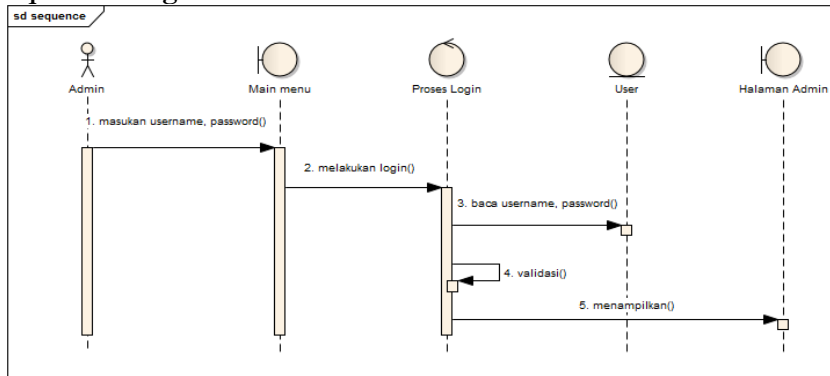 sd sequence
Admin
Main menu
Proses Login
User
Halaman Admin
1. masukan username, password()
2. melakukan login()
3. baca username, password()
4. validasi()
5. menampilkan()